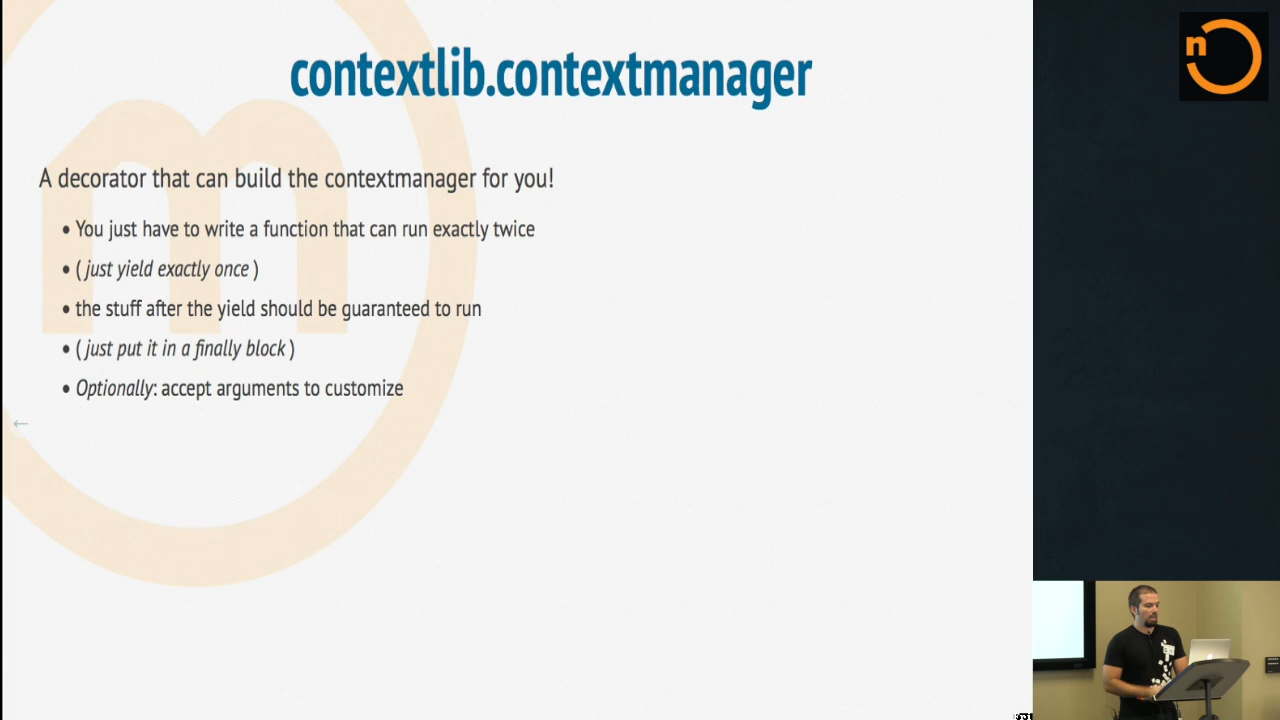 contextlib.contextmanager
n
A decorator that can build the contextmanager for you!
• You just have to write a function that can run exactly twice
• ( just yield exactly once )
• the stuff after the yield should be guaranteed to run
• ( just put it in a finally block )
• Optionally: accept arguments to customize
←
m